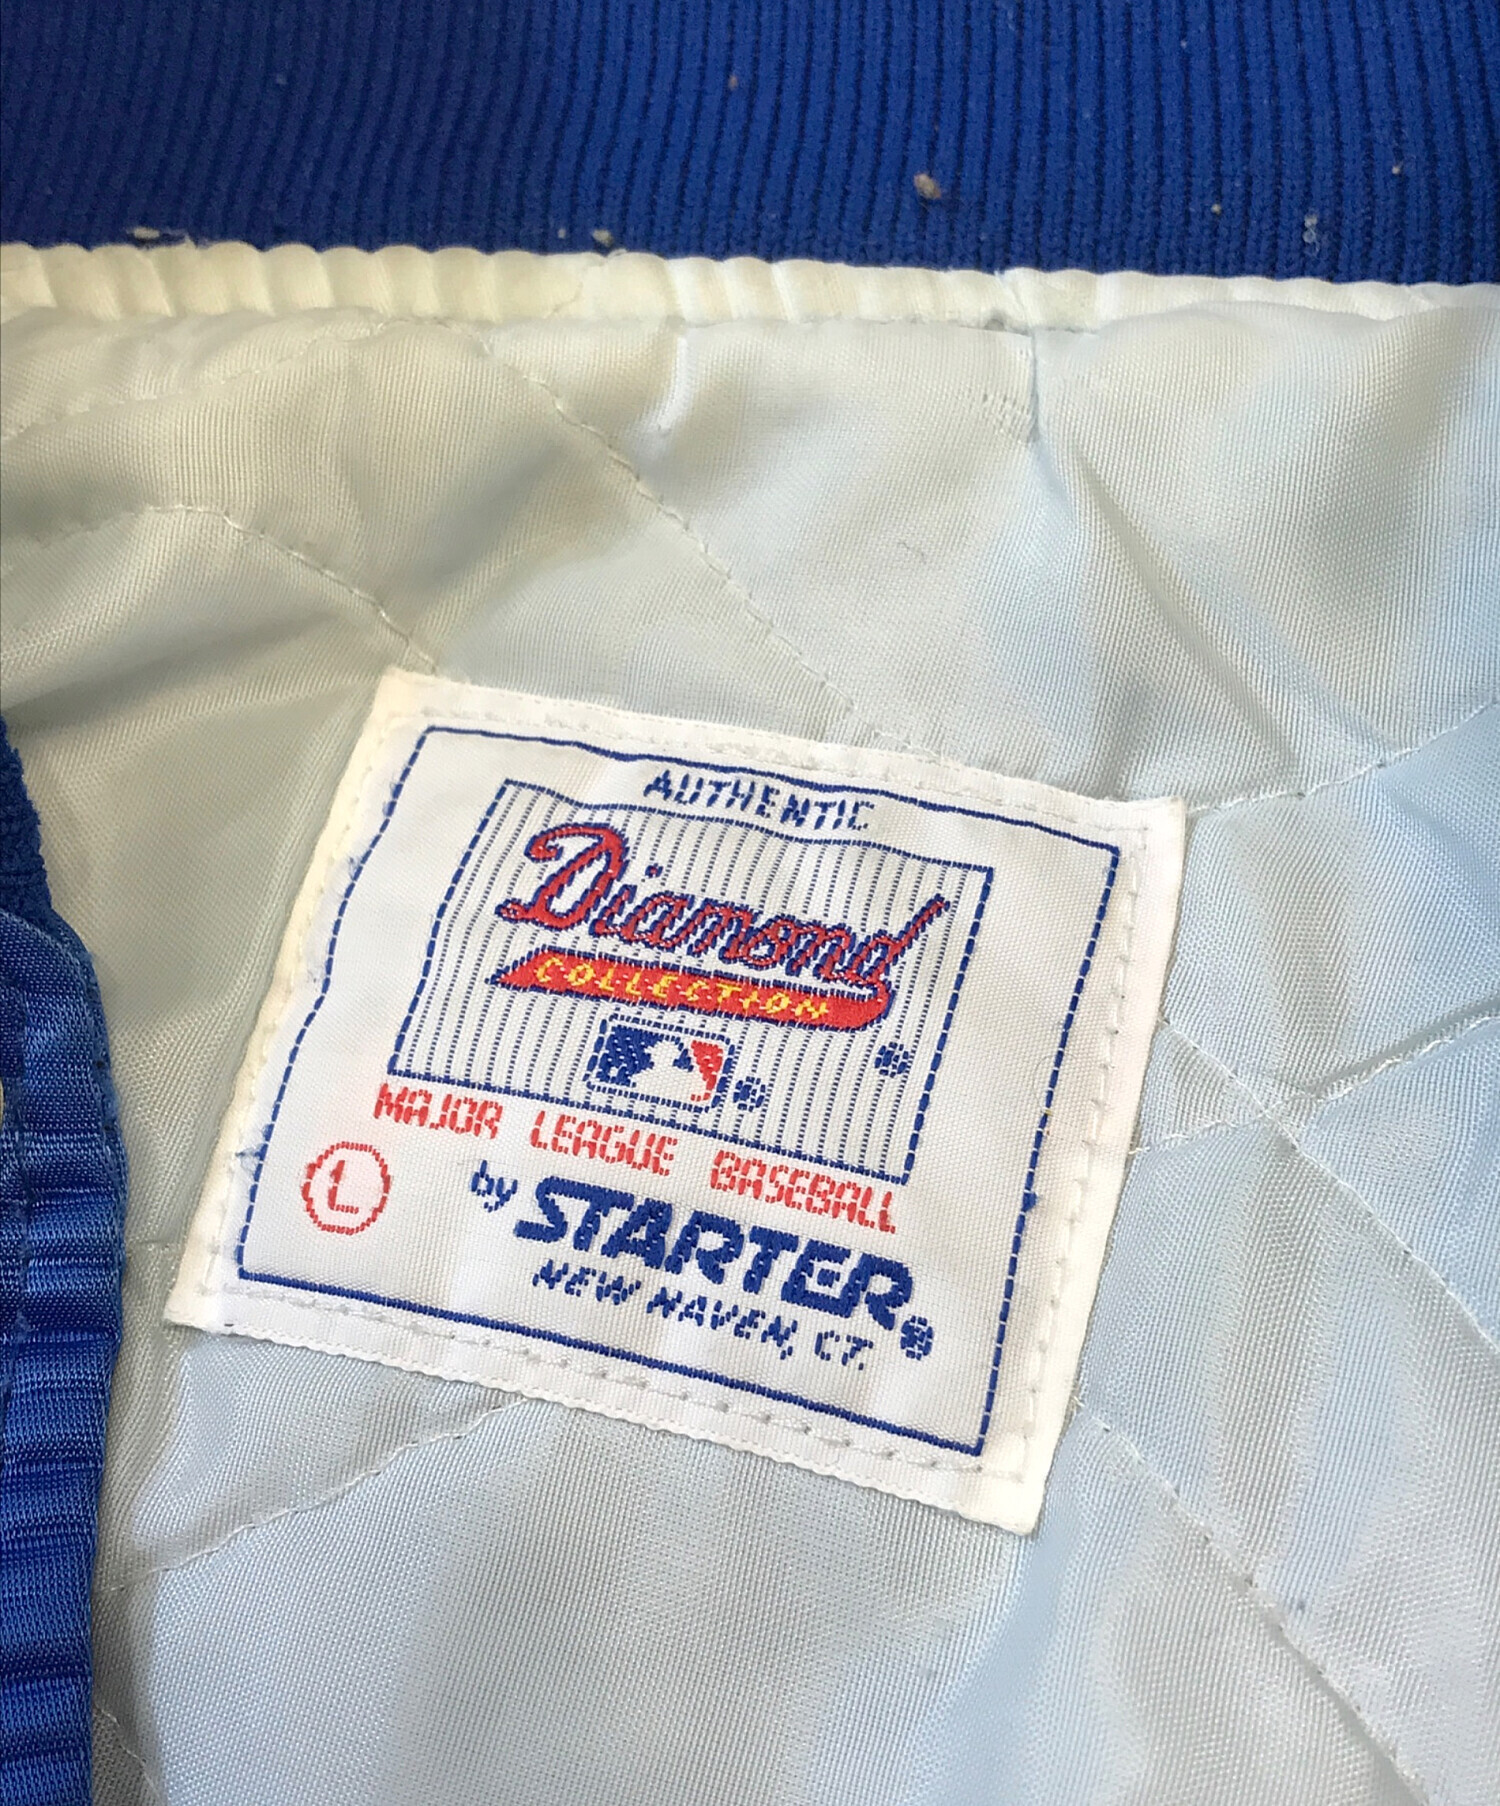 AUTHENTIC
Diamond
COLLECTION
®
®
MAJOR LEAGUE BASEBALL
L
by STARTER®
NEW HAVEN, CT.